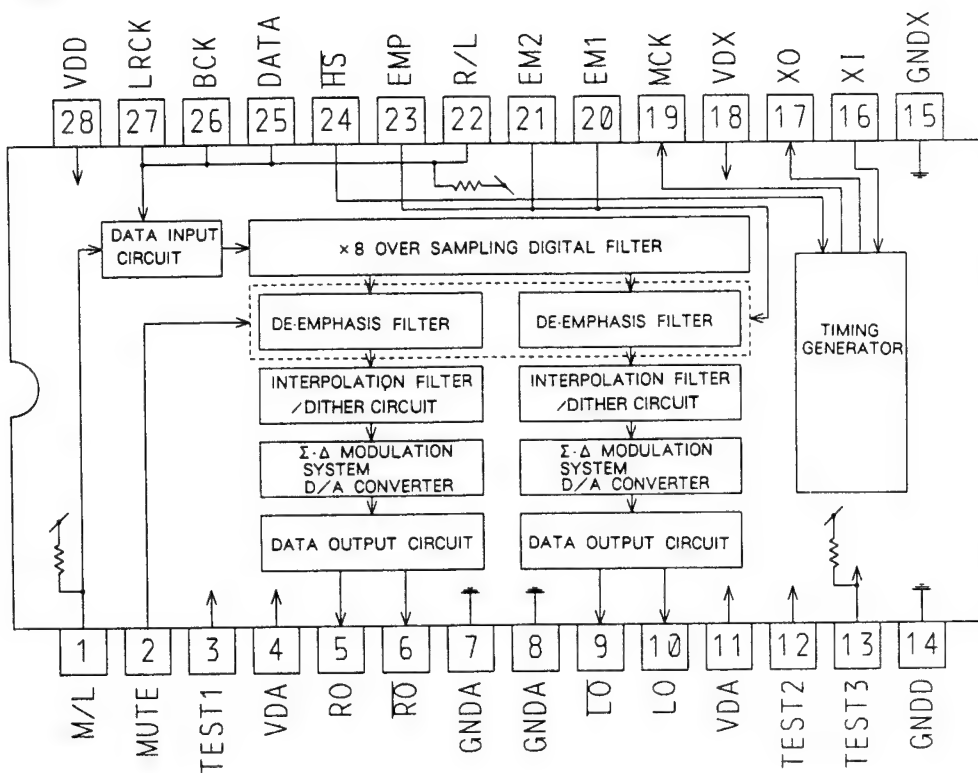 VDD LRCK BCK DATA H̅S̅ EMP R/L EM2 EM1 MCK VDX XO XI GNDX
28 27 26 25 24 23 22 21 20 19 18 17 16 15
DATA INPUT
CIRCUIT
×8 OVER SAMPLING DIGITAL FILTER
DE-EMPHASIS FILTER
DE-EMPHASIS FILTER
TIMING
GENERATOR
INTERPOLATION FILTER
/DITHER CIRCUIT
INTERPOLATION FILTER
/DITHER CIRCUIT
Σ·Δ MODULATION
SYSTEM
D/A CONVERTER
Σ·Δ MODULATION
SYSTEM
D/A CONVERTER
DATA OUTPUT CIRCUIT
DATA OUTPUT CIRCUIT
1 2 3 4 5 6 7 8 9 10 11 12 13 14
M/L MUTE TEST1 VDA RO R̅O̅ GNDA GNDA L̅O̅ LO VDA TEST2 TEST3 GNDD